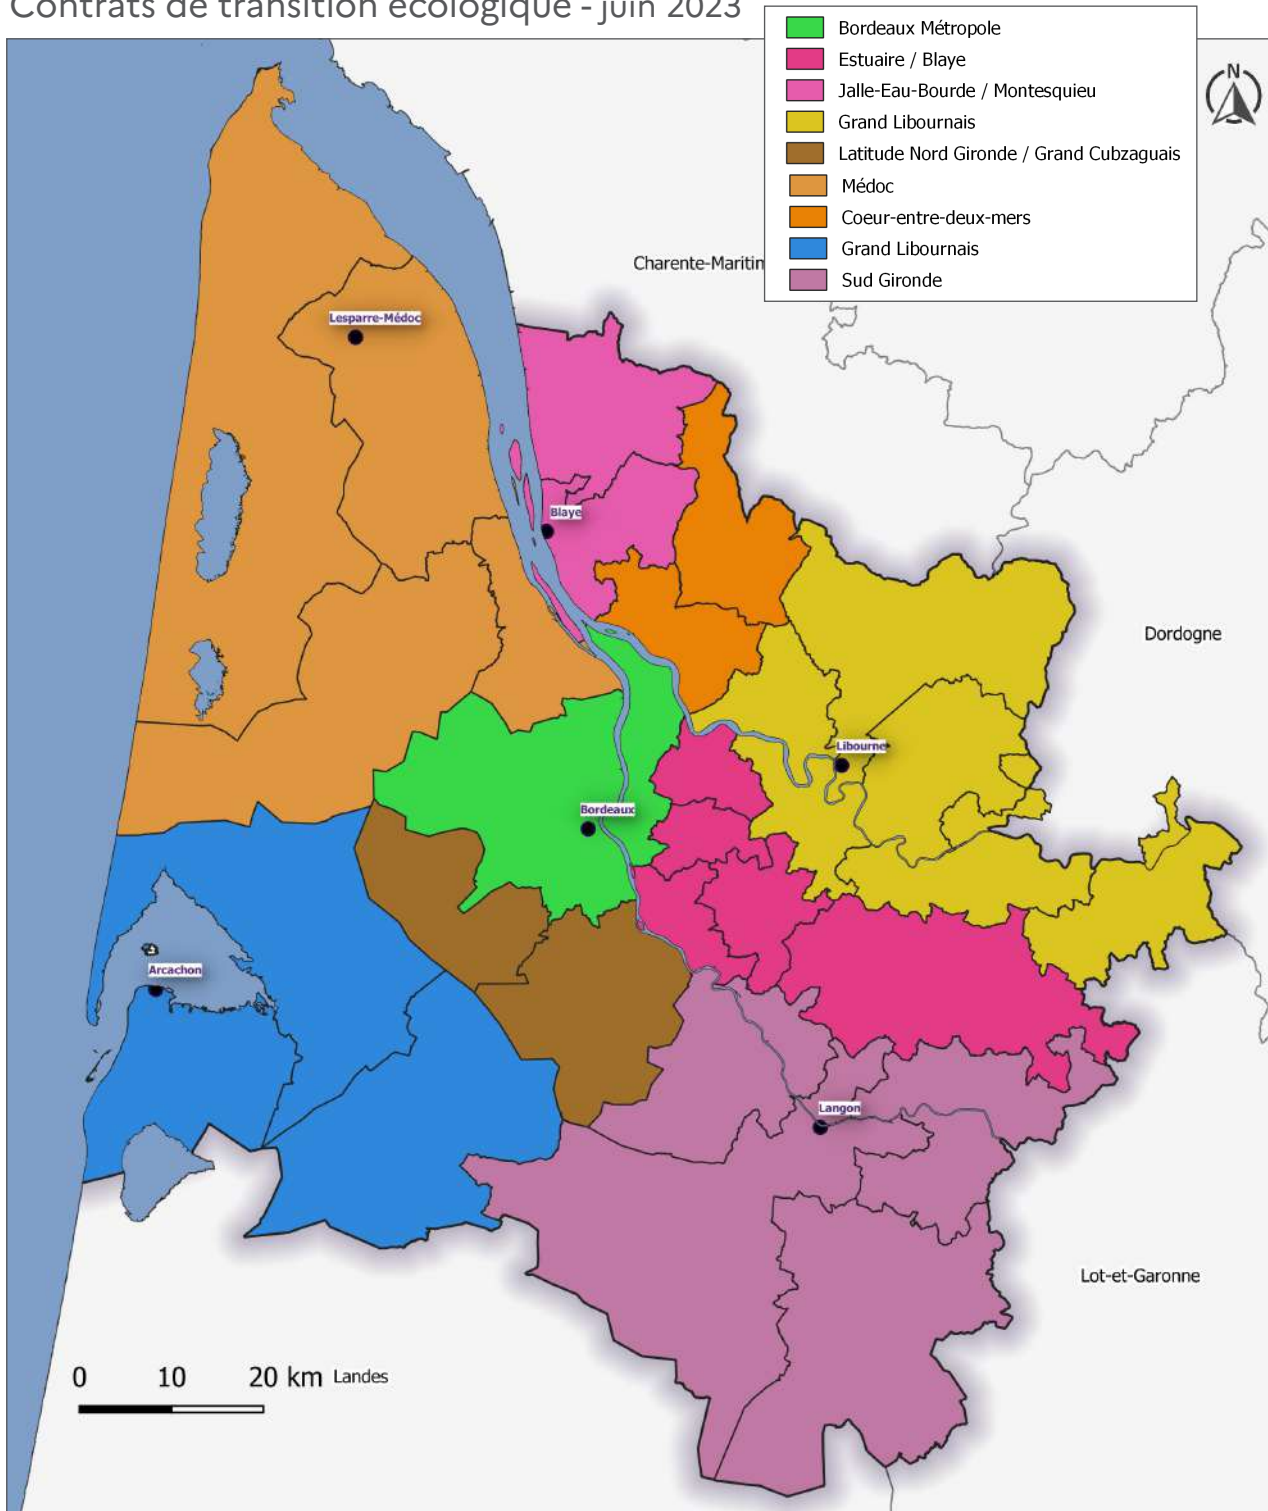 Contrats de transition écologique - juin 2023
Bordeaux Métropole
Estuaire / Blaye
Jalle-Eau-Bourde / Montesquieu
Grand Libournais
Latitude Nord Gironde / Grand Cubzaguais
Médoc
Coeur-entre-deux-mers
Grand Libournais
Sud Gironde
N
Charente-Maritim
Lesparre-Médoc
Blaye
Dordogne
Libourne
Bordeaux
Arcachon
Langon
Lot-et-Garonne
0 10 20 km
Landes